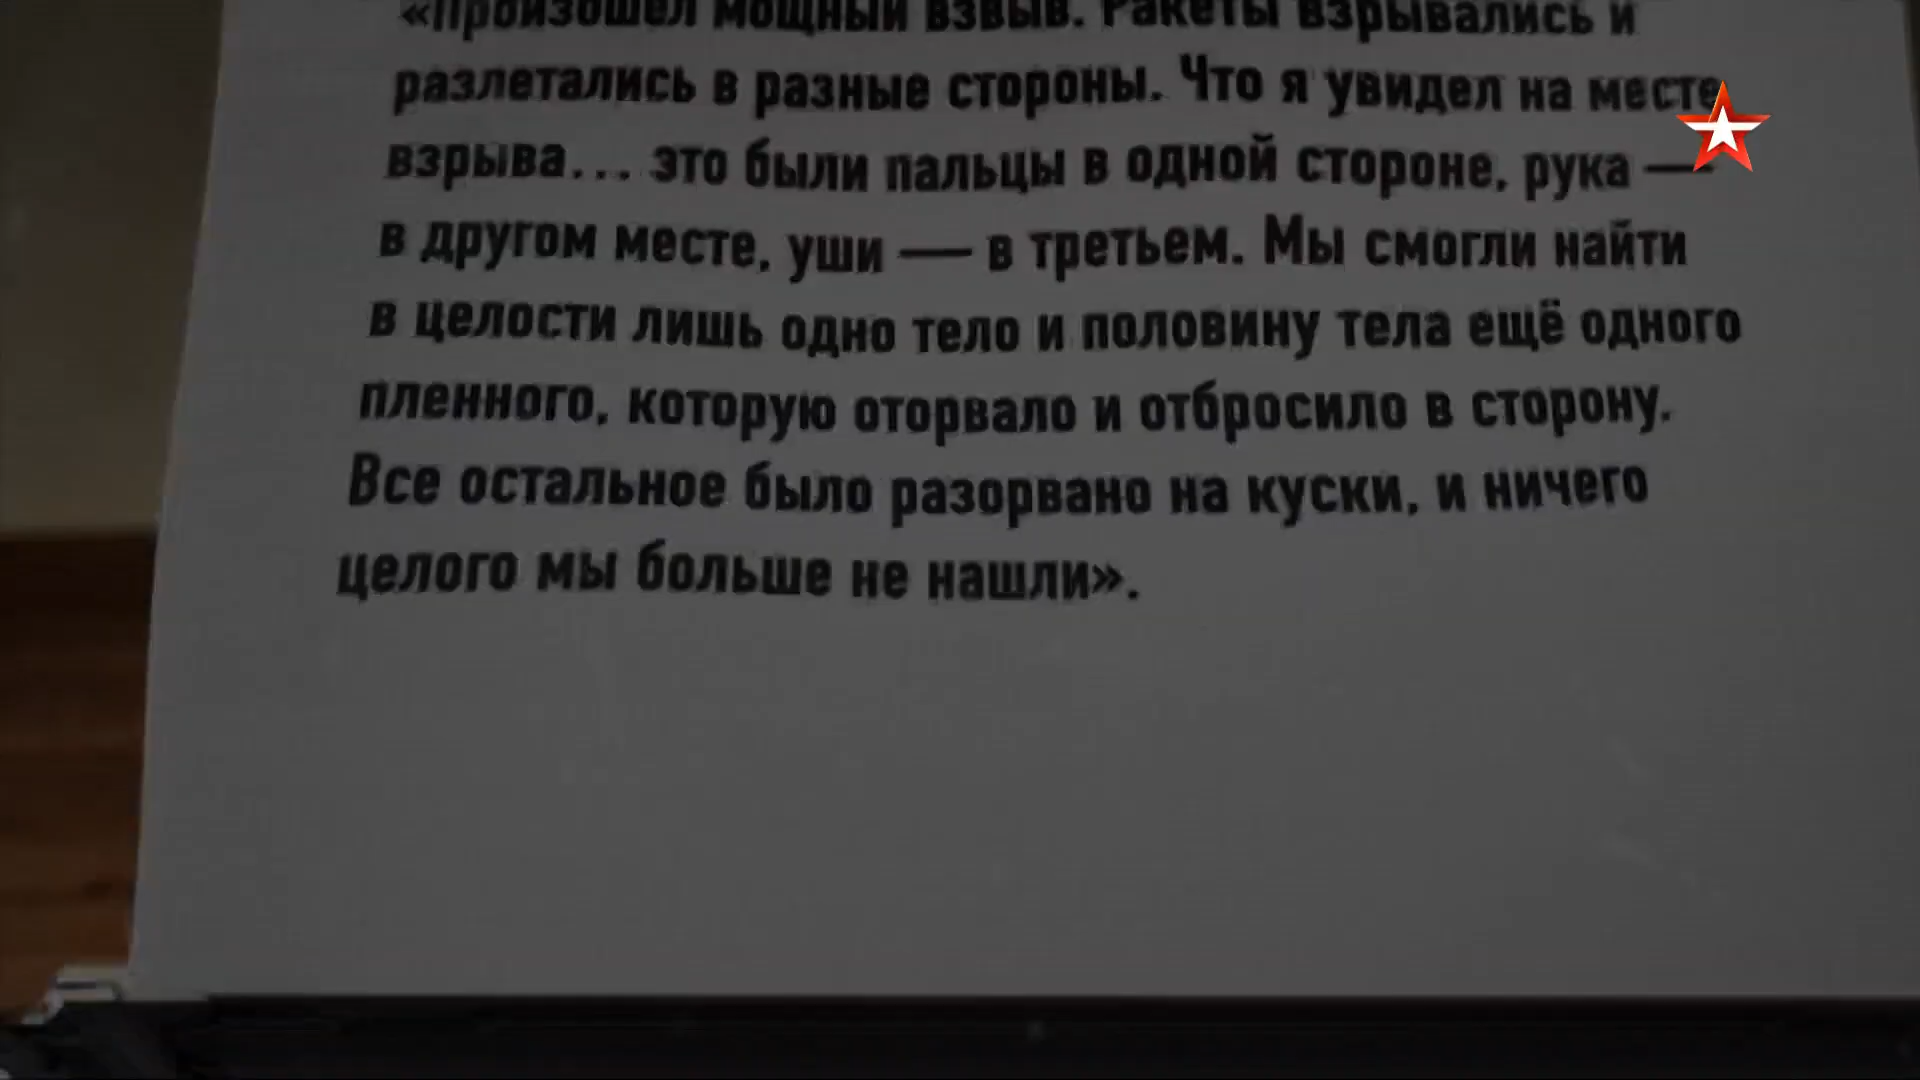 «Произошел мощный взвыв. Ракеты взрывались и
разлетались в разные стороны. Что я увидел на месте
взрыва... это были пальцы в одной стороне, рука —
в другом месте, уши — в третьем. Мы смогли найти
в целости лишь одно тело и половину тела ещё одного
пленного, которую оторвало и отбросило в сторону.
Все остальное было разорвано на куски, и ничего
целого мы больше не нашли».